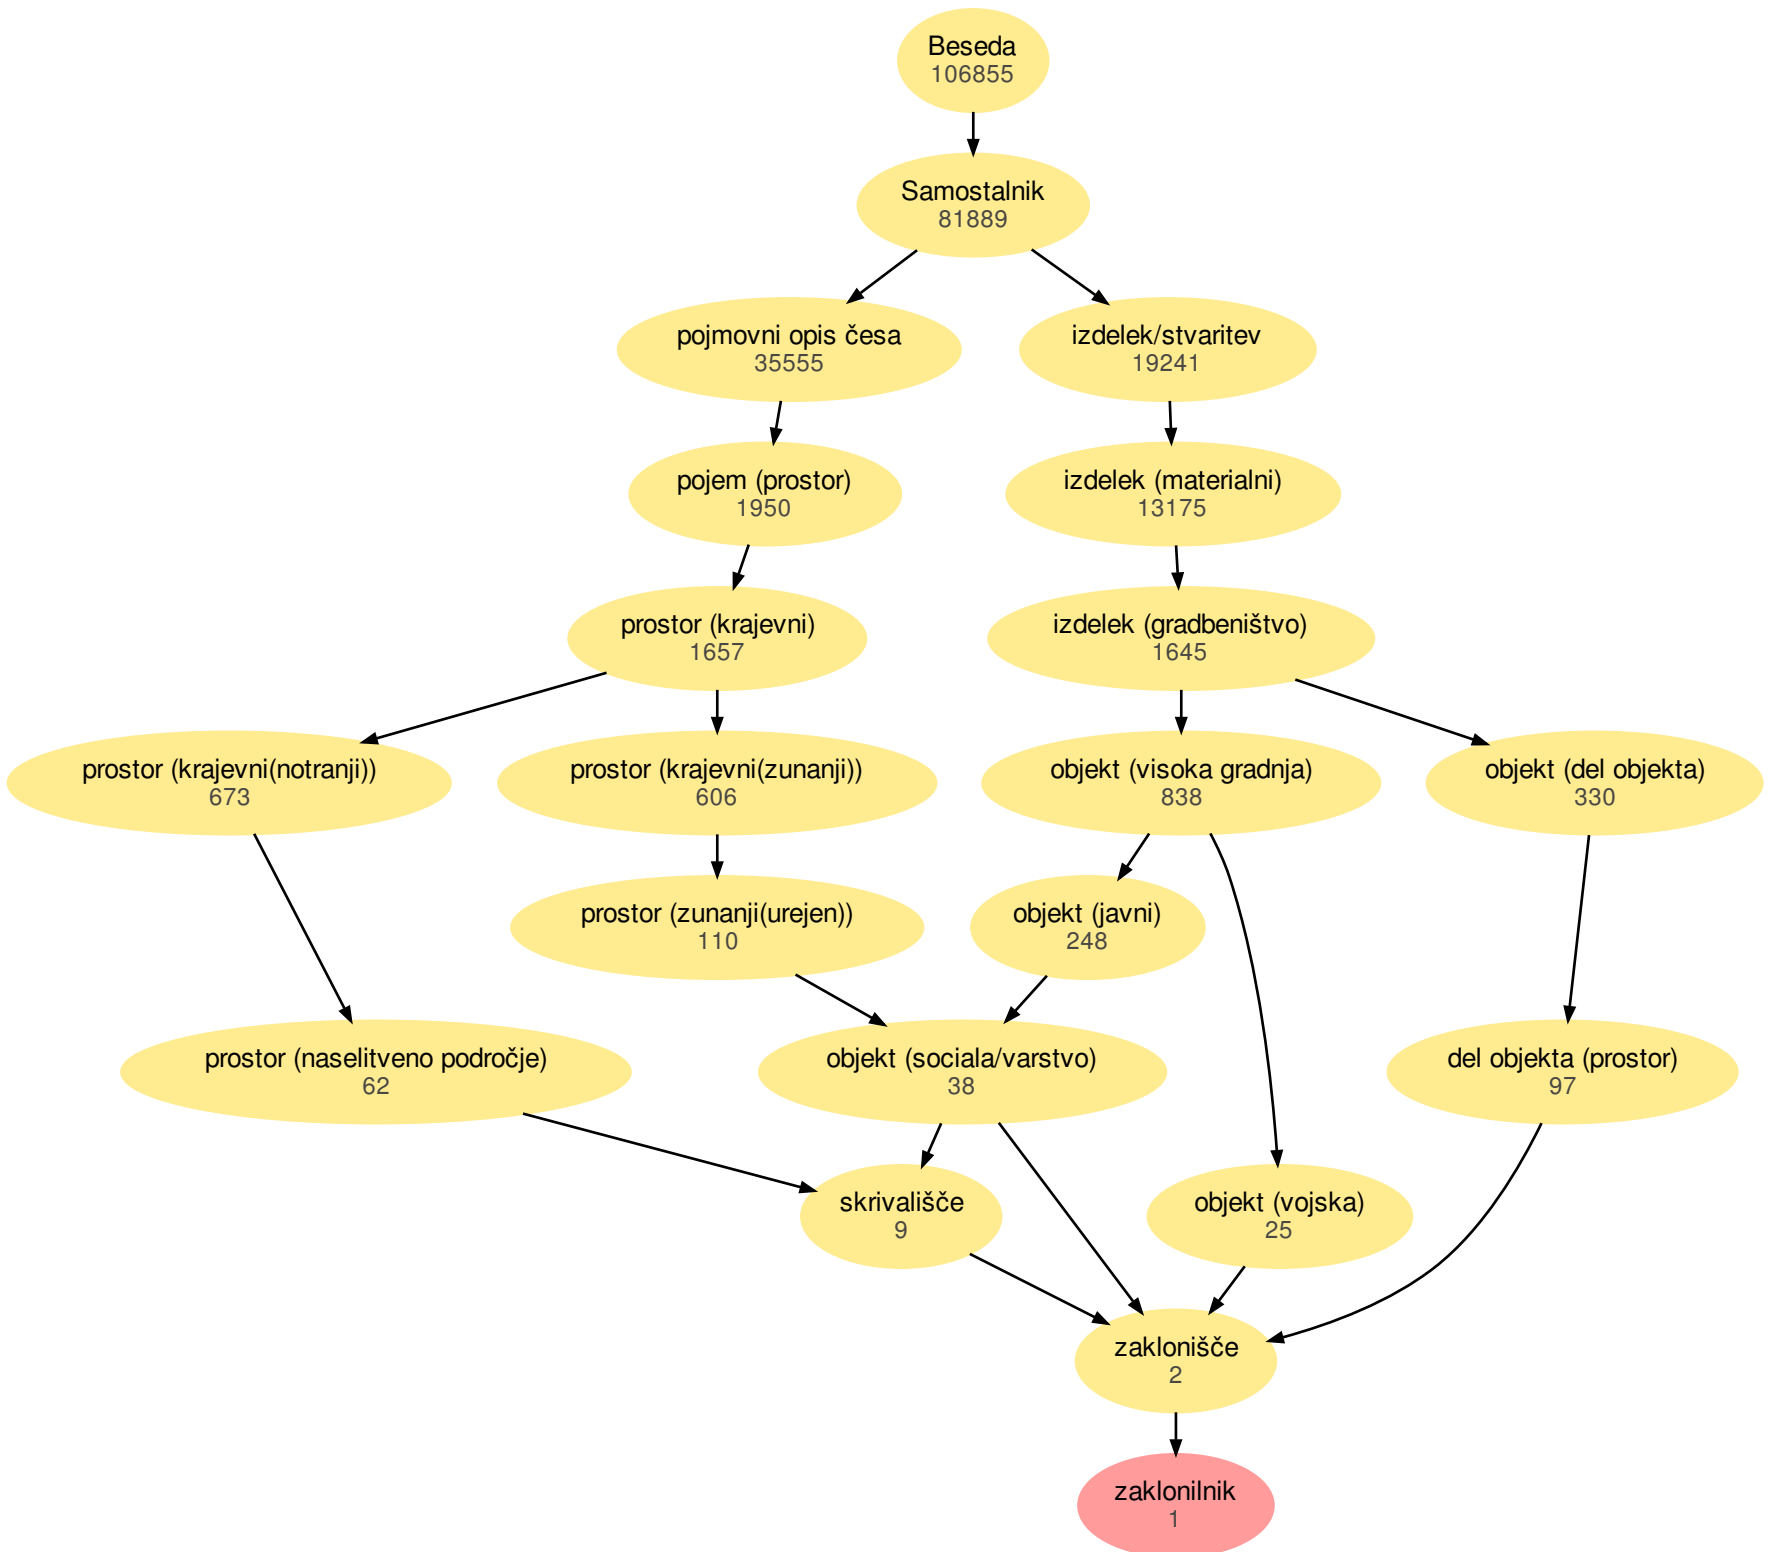 Beseda
106855
Samostalnik
81889
pojmovni opis česa
35555
izdelek/stvaritev
19241
pojem (prostor)
1950
izdelek (materialni)
13175
prostor (krajevni)
1657
izdelek (gradbeništvo)
1645
prostor (krajevni(notranji))
673
prostor (krajevni(zunanji))
606
objekt (visoka gradnja)
838
objekt (del objekta)
330
prostor (zunanji(urejen))
110
objekt (javni)
248
prostor (naselitveno področje)
62
objekt (sociala/varstvo)
38
del objekta (prostor)
97
skrivališče
9
objekt (vojska)
25
zaklonišče
2
zaklonilnik
1